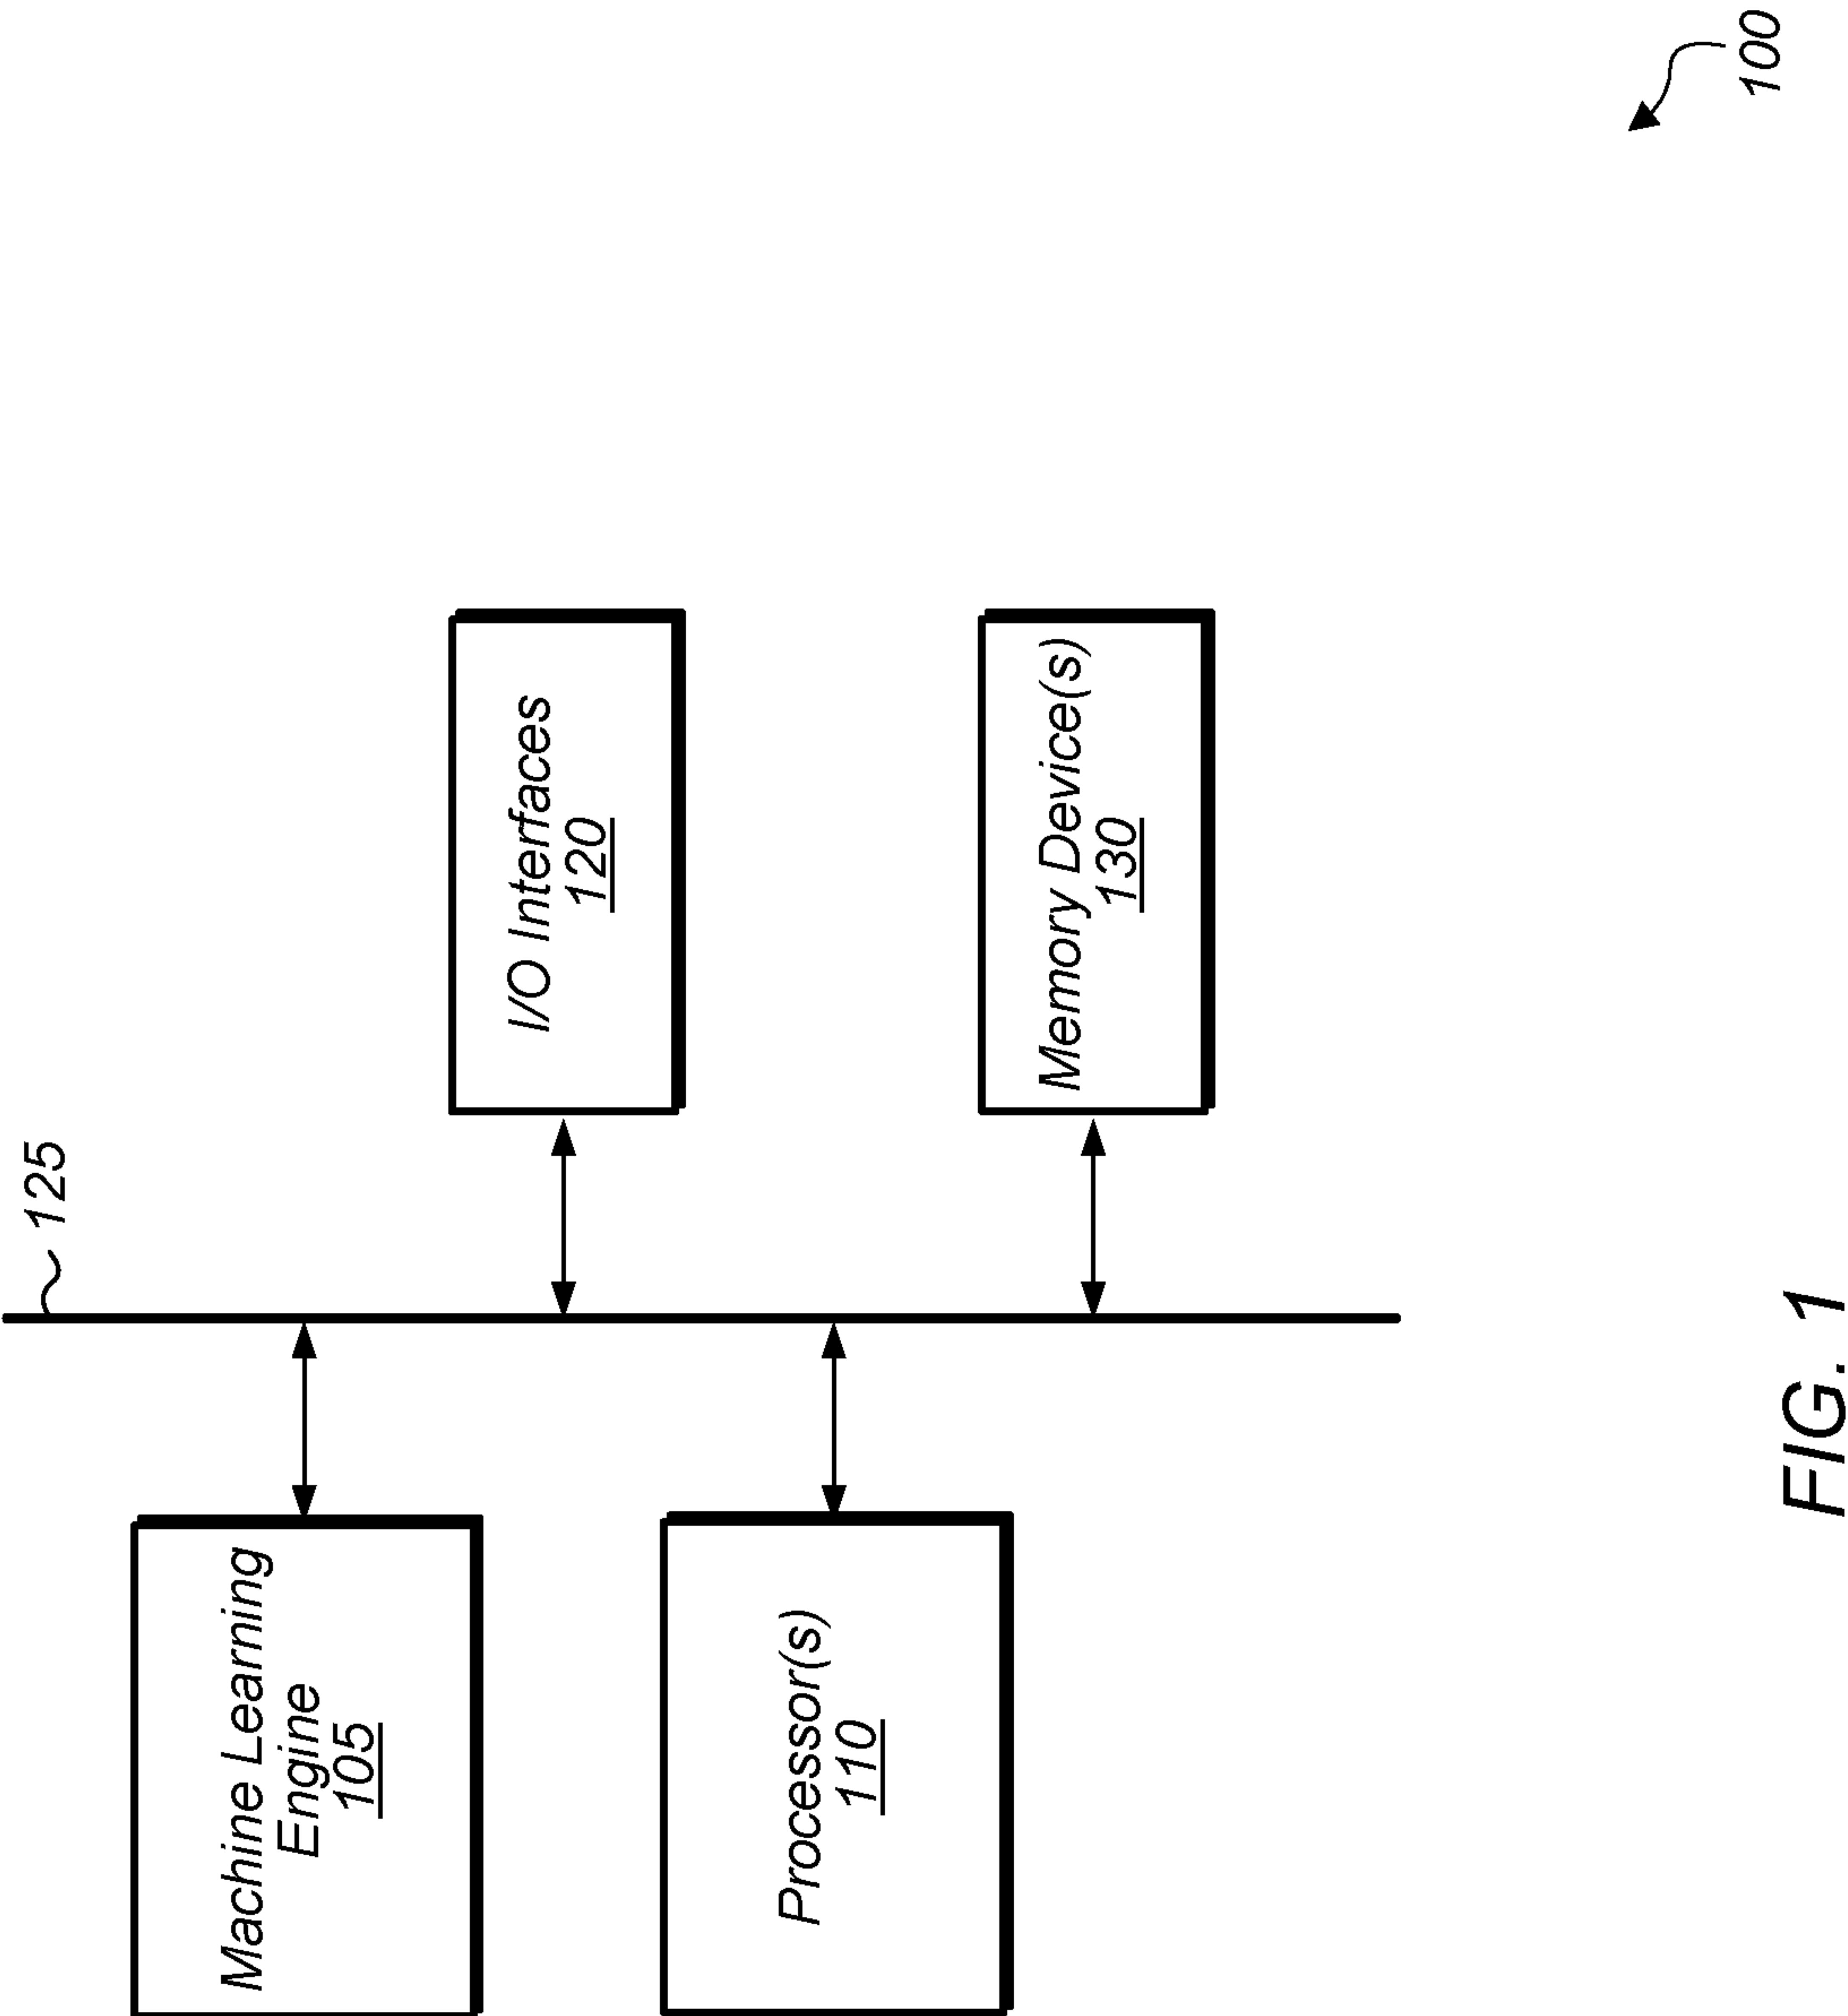 125
Machine Learning
Engine
105
I/O Interfaces
120
Processor(s)
110
Memory Device(s)
130
100
FIG. 1